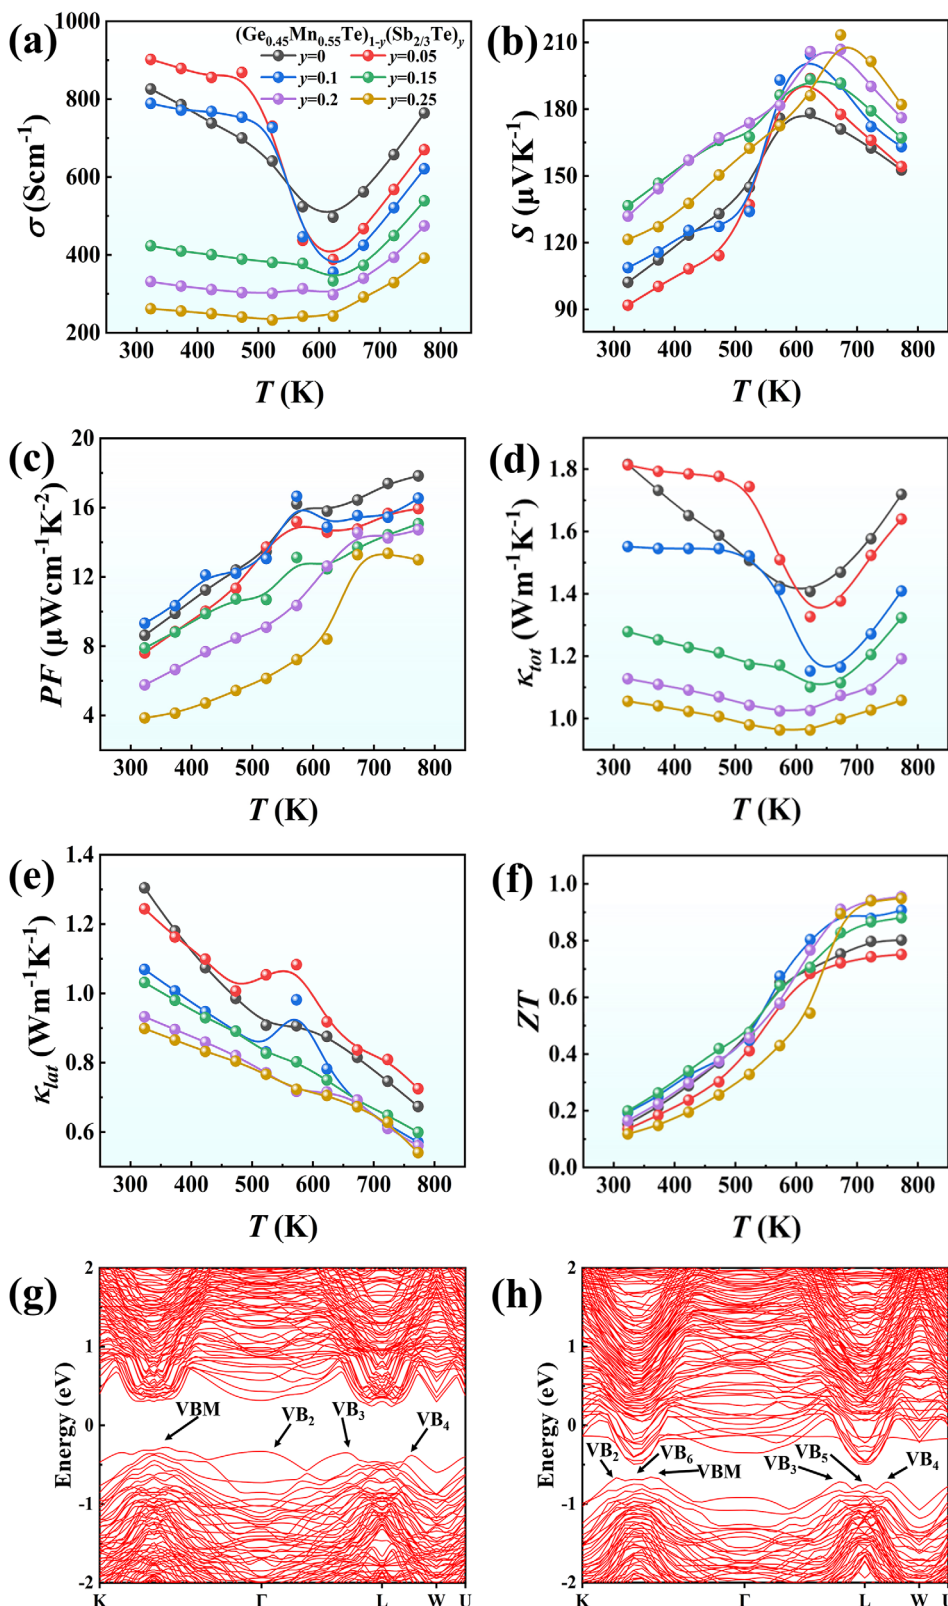 (a)
(Ge0.45Mn0.55Te)1-y(Sb2/3Te)y
y=0 y=0.05
y=0.1 y=0.15
y=0.2 y=0.25
σ (Scm-1)
1000
800
600
400
200
300 400 500 600 700 800
T (K)
(b)
S (μVK-1)
210
180
150
120
90
300 400 500 600 700 800
T (K)
(c)
PF (μWcm-1K-2)
20
16
12
8
4
300 400 500 600 700 800
T (K)
(d)
κtot (Wm-1K-1)
1.8
1.6
1.4
1.2
1.0
300 400 500 600 700 800
T (K)
(e)
κlat (Wm-1K-1)
1.4
1.2
1.0
0.8
0.6
300 400 500 600 700 800
T (K)
(f)
ZT
1.0
0.8
0.6
0.4
0.2
0.0
300 400 500 600 700 800
T (K)
(g)
Energy (eV)
2
1
0
-1
-2
VBM
VB2
VB3
VB4
K Γ L W U
(h)
Energy (eV)
2
1
0
-1
-2
VB2
VB6
VBM
VB3
VB5
VB4
K Γ L W U